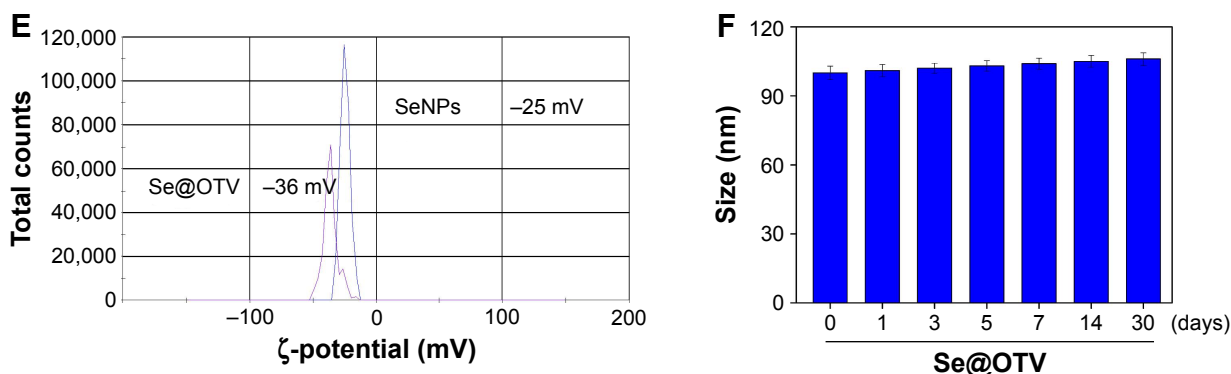 E
Total counts
120,000
100,000
80,000
60,000
40,000
20,000
0
SeNPs –25 mV
Se@OTV –36 mV
–100 0 100 200
ζ-potential (mV)
F
Size (nm)
120
90
60
30
0
0 1 3 5 7 14 30 (days)
Se@OTV